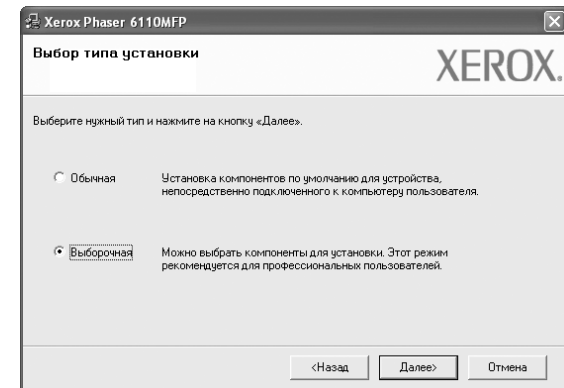 Xerox Phaser 6110MFP
Выбор типа установки
XEROX.
Выберите нужный тип и нажмите на кнопку «Далее».
Обычная
Установка компонентов по умолчанию для устройства,
непосредственно подключенного к компьютеру пользователя.
Выборочная
Можно выбрать компоненты для установки. Этот режим
рекомендуется для профессиональных пользователей.
<Назад
Далее>
Отмена